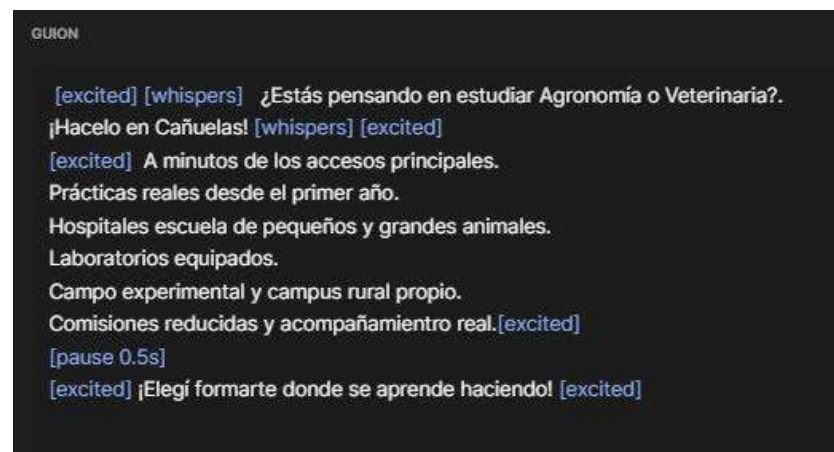 GUION
[excited] [whispers] ¿Estás pensando en estudiar Agronomía o Veterinaria?.
¡Hacelo en Cañuelas! [whispers] [excited]
[excited] A minutos de los accesos principales.
Prácticas reales desde el primer año.
Hospitales escuela de pequeños y grandes animales.
Laboratorios equipados.
Campo experimental y campus rural propio.
Comisiones reducidas y acompañamientro real.[excited]
[pause 0.5s]
[excited] ¡Elegí formarte donde se aprende haciendo! [excited]